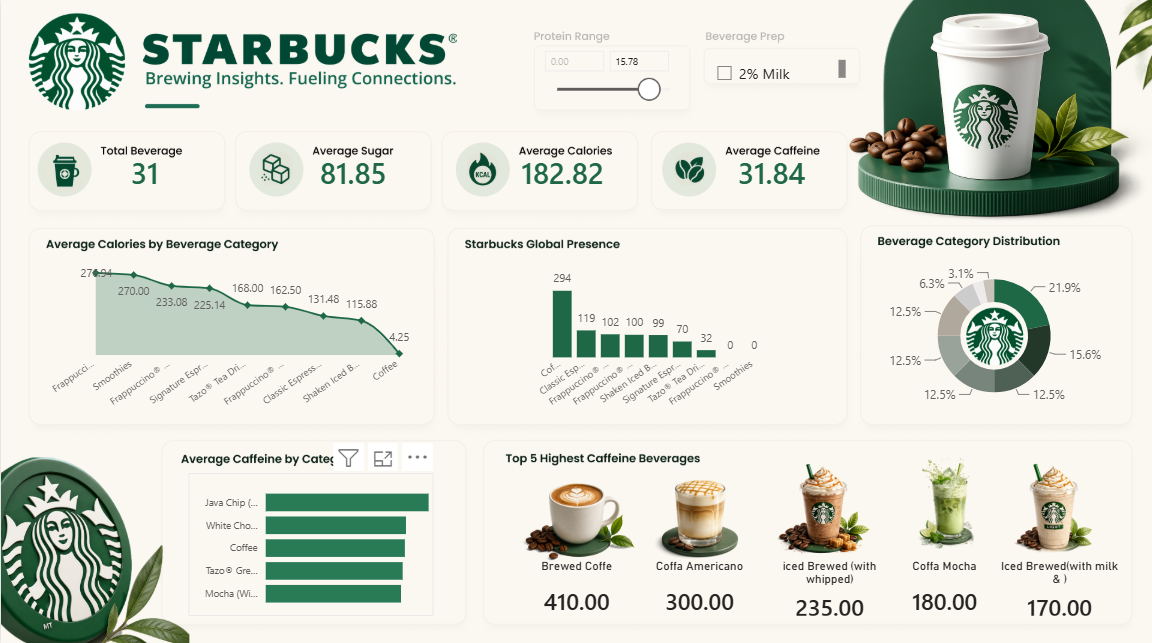 STARBUCKS®
Brewing Insights. Fueling Connections.
Protein Range
0.00
15.78
Beverage Prep
2% Milk
Total Beverage
31
Average Sugar
81.85
KCAL
Average Calories
182.82
Average Caffeine
31.84
Average Calories by Beverage Category
270.00
233.08
225.14
168.00
162.50
131.48
115.88
4.25
Frappucci...
Smoothies
Frappuccino® ...
Signature Espr...
Tazo® Tea Dri...
Frappuccino® ...
Classic Espress...
Shaken Iced B...
Coffee
Starbucks Global Presence
294
119
102
100
99
70
32
0
0
Cof...
Classic Esp...
Frappuccino® ...
Frappuccino® ...
Shaken Iced B...
Signature Espr...
Tazo® Tea Dri...
Frappuccino® ...
Smoothies
Beverage Category Distribution
3.1%
6.3%
21.9%
12.5%
12.5%
15.6%
12.5%
12.5%
Average Caffeine by Categ
Java Chip (...
White Cho...
Coffee
Tazo® Gre...
Mocha (Wi...
Top 5 Highest Caffeine Beverages
Brewed Coffe
410.00
Coffa Americano
300.00
iced Brewed (with
whipped)
235.00
Coffa Mocha
180.00
Iced Brewed(with milk
& )
170.00
MT